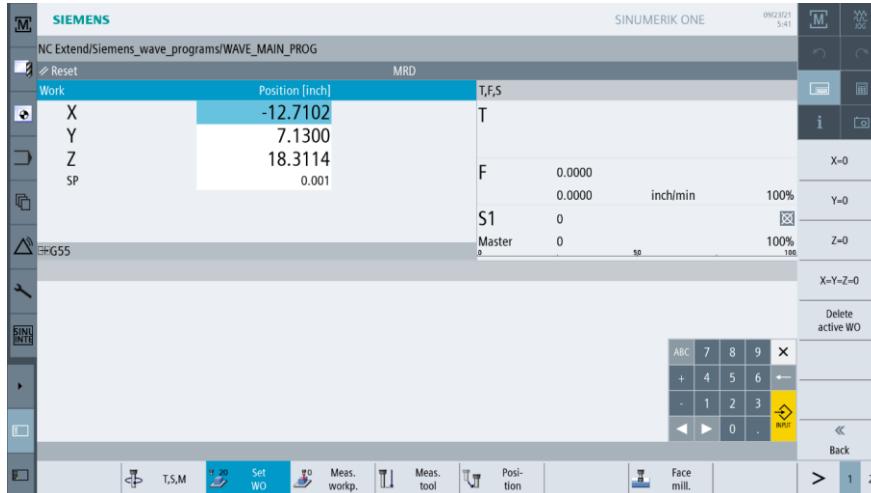 SIEMENS
SINUMERIK ONE
09/23/21
5:41
M
M
JOG
NC Extend/Siemens_wave_programs/WAVE_MAIN_PROG
Reset
MRD
Work
Position [inch]
T,F,S
X
-12.7102
T
Y
7.1300
Z
18.3114
SP
0.001
F
0.0000
0.0000
inch/min
100%
S1
0
Master
0
100%
0
50
100
G55
i
X=0
Y=0
Z=0
X=Y=Z=0
Delete
active WO
SINU
INTE
ABC
7
8
9
+
4
5
6
-
1
2
3
INPUT
0
.
Back
T,S,M
Set
WO
Meas.
workp.
Meas.
tool
Posi-
tion
Face
mill.
>
1